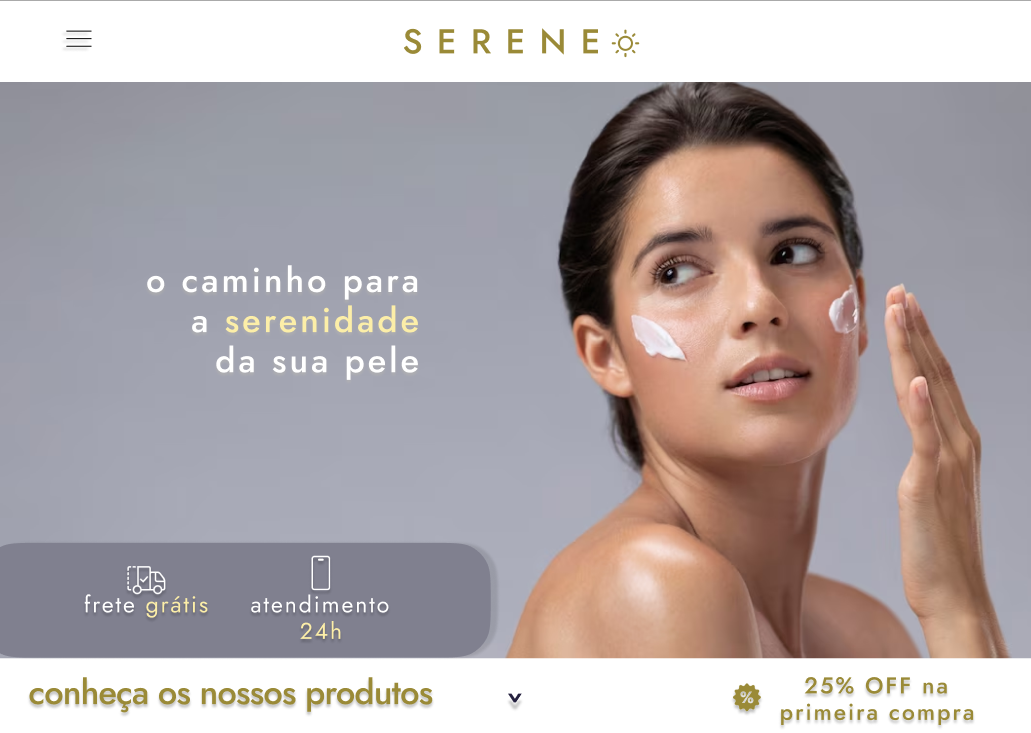 SERENE
o caminho para
a serenidade
da sua pele
frete grátis
atendimento
24h
conheça os nossos produtos
%
25% OFF na
primeira compra